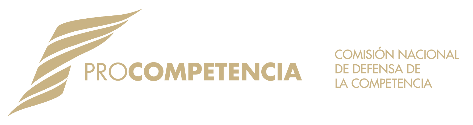 PROCOMPETENCIA
COMISIÓN NACIONAL
DE DEFENSA DE
LA COMPETENCIA